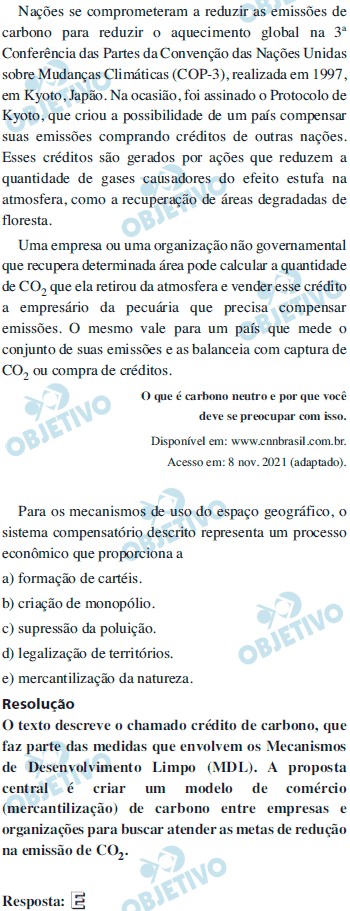 Nações se comprometeram a reduzir as emissões de
carbono para reduzir o aquecimento global na 3ª
Conferência das Partes da Convenção das Nações Unidas
sobre Mudanças Climáticas (COP-3), realizada em 1997,
em Kyoto, Japão. Na ocasião, foi assinado o Protocolo de
Kyoto, que criou a possibilidade de um país compensar
suas emissões comprando créditos de outras nações.
Esses créditos são gerados por ações que reduzem a
quantidade de gases causadores do efeito estufa na
atmosfera, como a recuperação de áreas degradadas de
floresta.
Uma empresa ou uma organização não governamental
que recupera determinada área pode calcular a quantidade
de CO₂ que ela retirou da atmosfera e vender esse crédito
a empresário da pecuária que precisa compensar
emissões. O mesmo vale para um país que mede o
conjunto de suas emissões e as balanceia com captura de
CO₂ ou compra de créditos.
O que é carbono neutro e por que você
deve se preocupar com isso.
Disponível em: www.cnnbrasil.com.br.
Acesso em: 8 nov. 2021 (adaptado).
Para os mecanismos de uso do espaço geográfico, o
sistema compensatório descrito representa um processo
econômico que proporciona a
a) formação de cartéis.
b) criação de monopólio.
c) supressão da poluição.
d) legalização de territórios.
e) mercantilização da natureza.
Resolução
O texto descreve o chamado crédito de carbono, que
faz parte das medidas que envolvem os Mecanismos
de Desenvolvimento Limpo (MDL). A proposta
central é criar um modelo de comércio
(mercantilização) de carbono entre empresas e
organizações para buscar atender as metas de redução
na emissão de CO₂.
Resposta: E
OBJETIVO
OBJETIVO
OBJETIVO
OBJETIVO
OBJETIVO
OBJETIVO
OBJETIVO
OBJETIVO
OBJETIVO